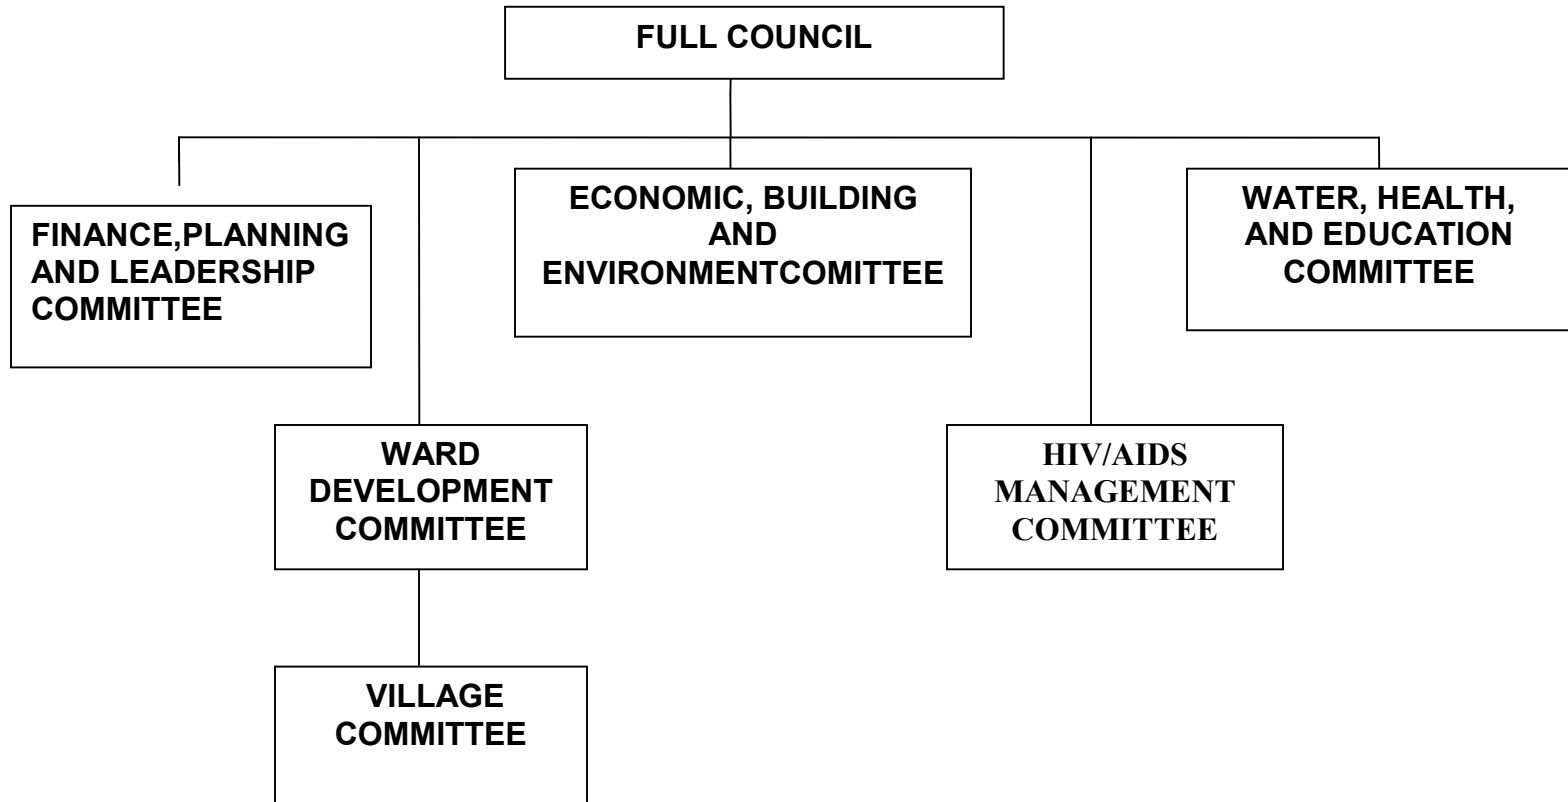 FULL COUNCIL
FINANCE,PLANNING
AND LEADERSHIP
COMMITTEE
ECONOMIC, BUILDING
AND
ENVIRONMENTCOMITTEE
WATER, HEALTH,
AND EDUCATION
COMMITTEE
WARD
DEVELOPMENT
COMMITTEE
HIV/AIDS
MANAGEMENT
COMMITTEE
VILLAGE
COMMITTEE